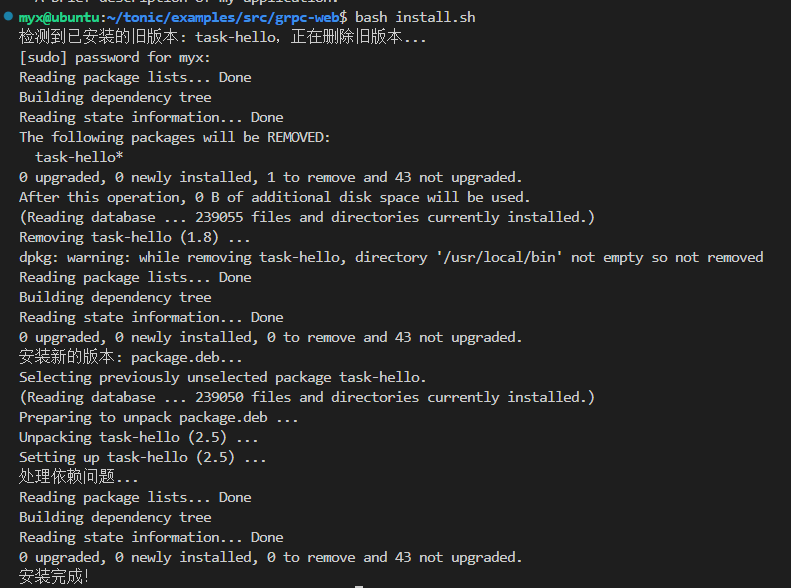 A brief description of my application.
myx@ubuntu:~/tonic/examples/src/grpc-web$ bash install.sh
检测到已安装的旧版本: task-hello, 正在删除旧版本...
[sudo] password for myx:
Reading package lists... Done
Building dependency tree
Reading state information... Done
The following packages will be REMOVED:
  task-hello*
0 upgraded, 0 newly installed, 1 to remove and 43 not upgraded.
After this operation, 0 B of additional disk space will be used.
(Reading database ... 239055 files and directories currently installed.)
Removing task-hello (1.8) ...
dpkg: warning: while removing task-hello, directory '/usr/local/bin' not empty so not removed
Reading package lists... Done
Building dependency tree
Reading state information... Done
0 upgraded, 0 newly installed, 0 to remove and 43 not upgraded.
安装新的版本: package.deb...
Selecting previously unselected package task-hello.
(Reading database ... 239050 files and directories currently installed.)
Preparing to unpack package.deb ...
Unpacking task-hello (2.5) ...
Setting up task-hello (2.5) ...
处理依赖问题...
Reading package lists... Done
Building dependency tree
Reading state information... Done
0 upgraded, 0 newly installed, 0 to remove and 43 not upgraded.
安装完成!